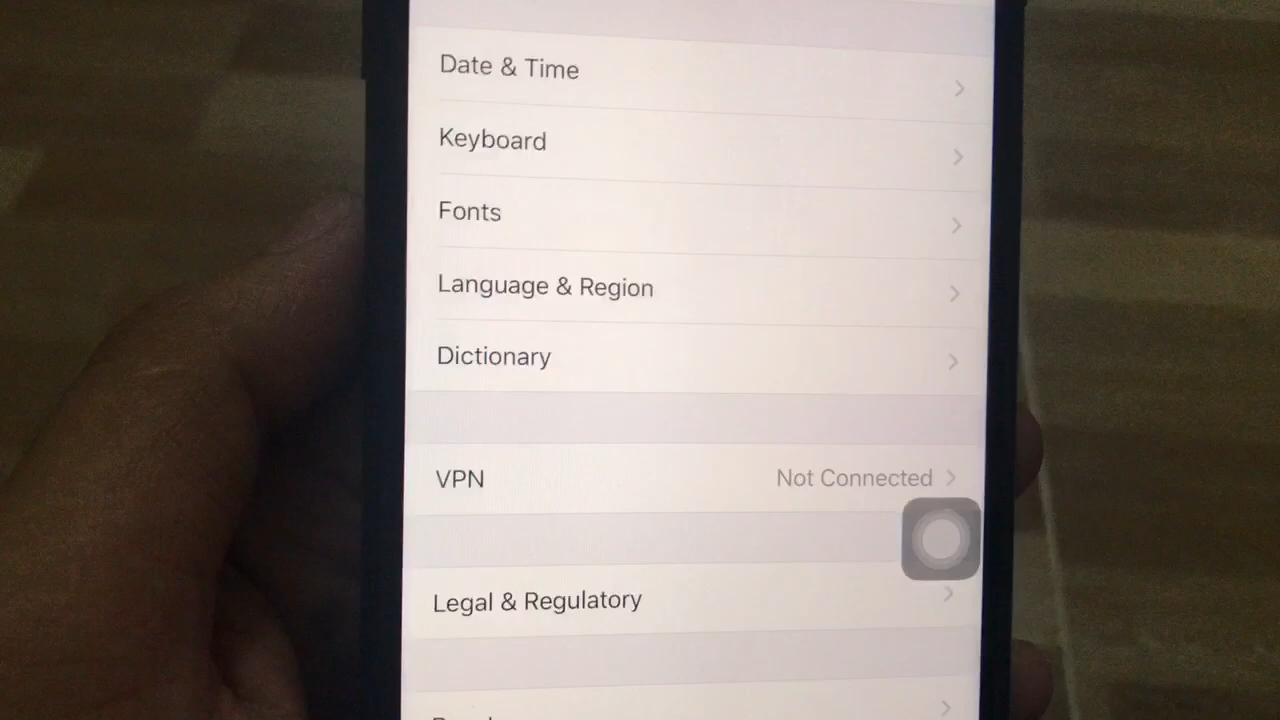 Date & Time
Keyboard
Fonts
Language & Region
Dictionary
VPN Not Connected
Legal & Regulatory